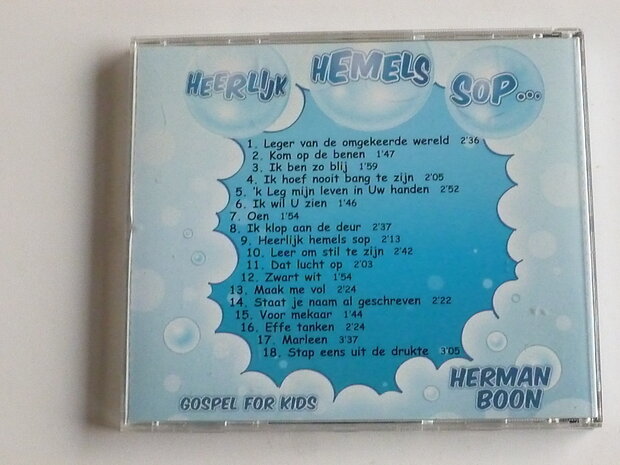 HEERLIJK HEMELS SOP...
1. Leger van de omgekeerde wereld 2'36
2. Kom op de benen 1'47
3. Ik ben zo blij 1'59
4. Ik hoef nooit bang te zijn 2'05
5. 'k Leg mijn leven in Uw handen 2'52
6. Ik wil U zien 1'46
7. Oen 1'54
8. Ik klop aan de deur 2'37
9. Heerlijk hemels sop 2'13
10. Leer om stil te zijn 2'42
11. Dat lucht op 2'03
12. Zwart wit 1'54
13. Maak me vol 2'24
14. Staat je naam al geschreven 2'22
15. Voor mekaar 1'44
16. Effe tanken 2'24
17. Marleen 3'37
18. Stap eens uit de drukte 3'05
GOSPEL FOR KIDS
HERMAN
BOON